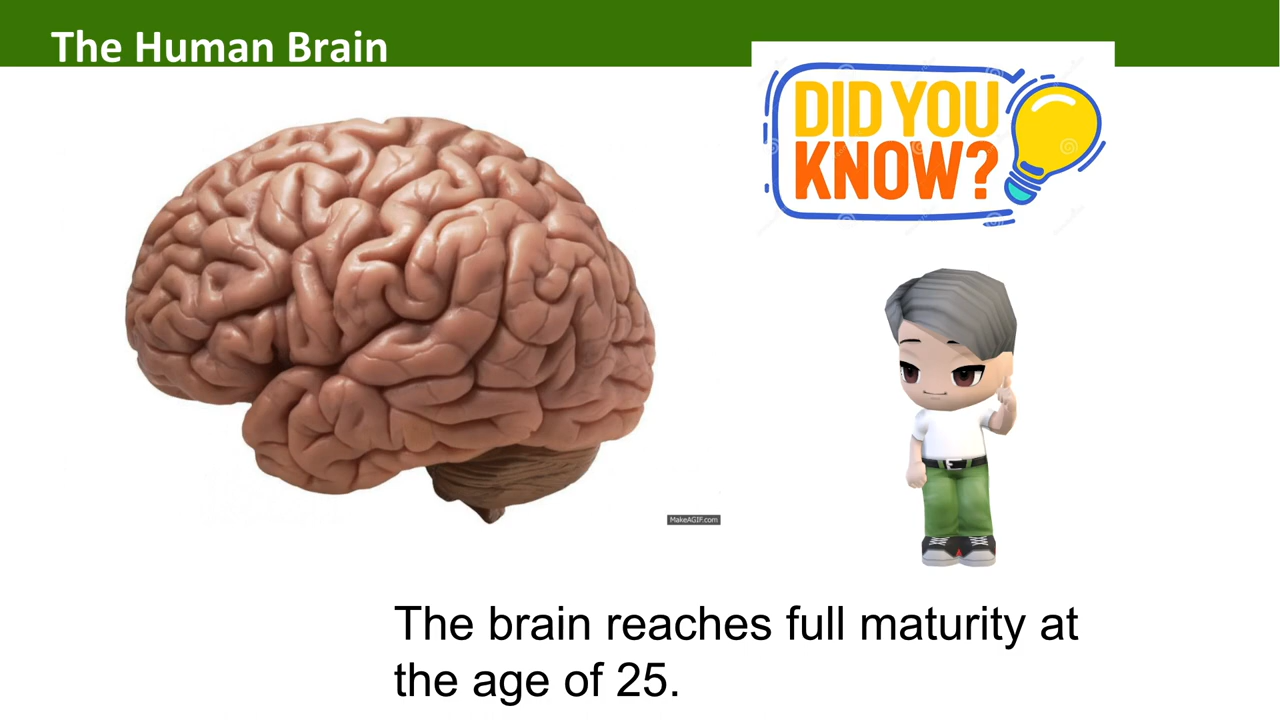 The Human Brain
DID YOU
KNOW?
MakeAGIF.com
The brain reaches full maturity at
the age of 25.